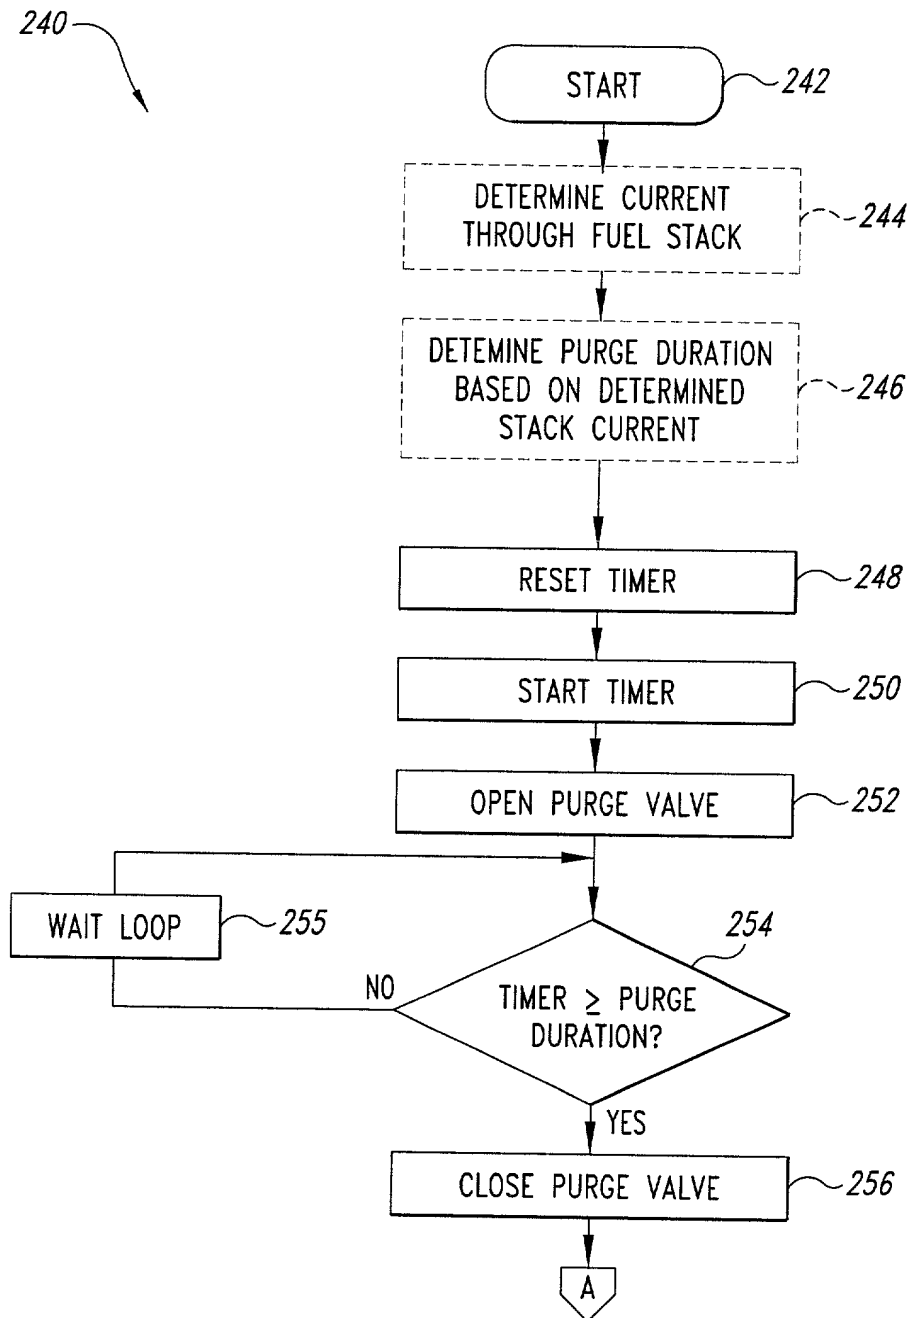 240
START
242
DETERMINE CURRENT
THROUGH FUEL STACK
244
DETEMINE PURGE DURATION
BASED ON DETERMINED
STACK CURRENT
246
RESET TIMER
248
START TIMER
250
OPEN PURGE VALVE
252
WAIT LOOP
255
254
NO
TIMER ≥ PURGE
DURATION?
YES
CLOSE PURGE VALVE
256
A